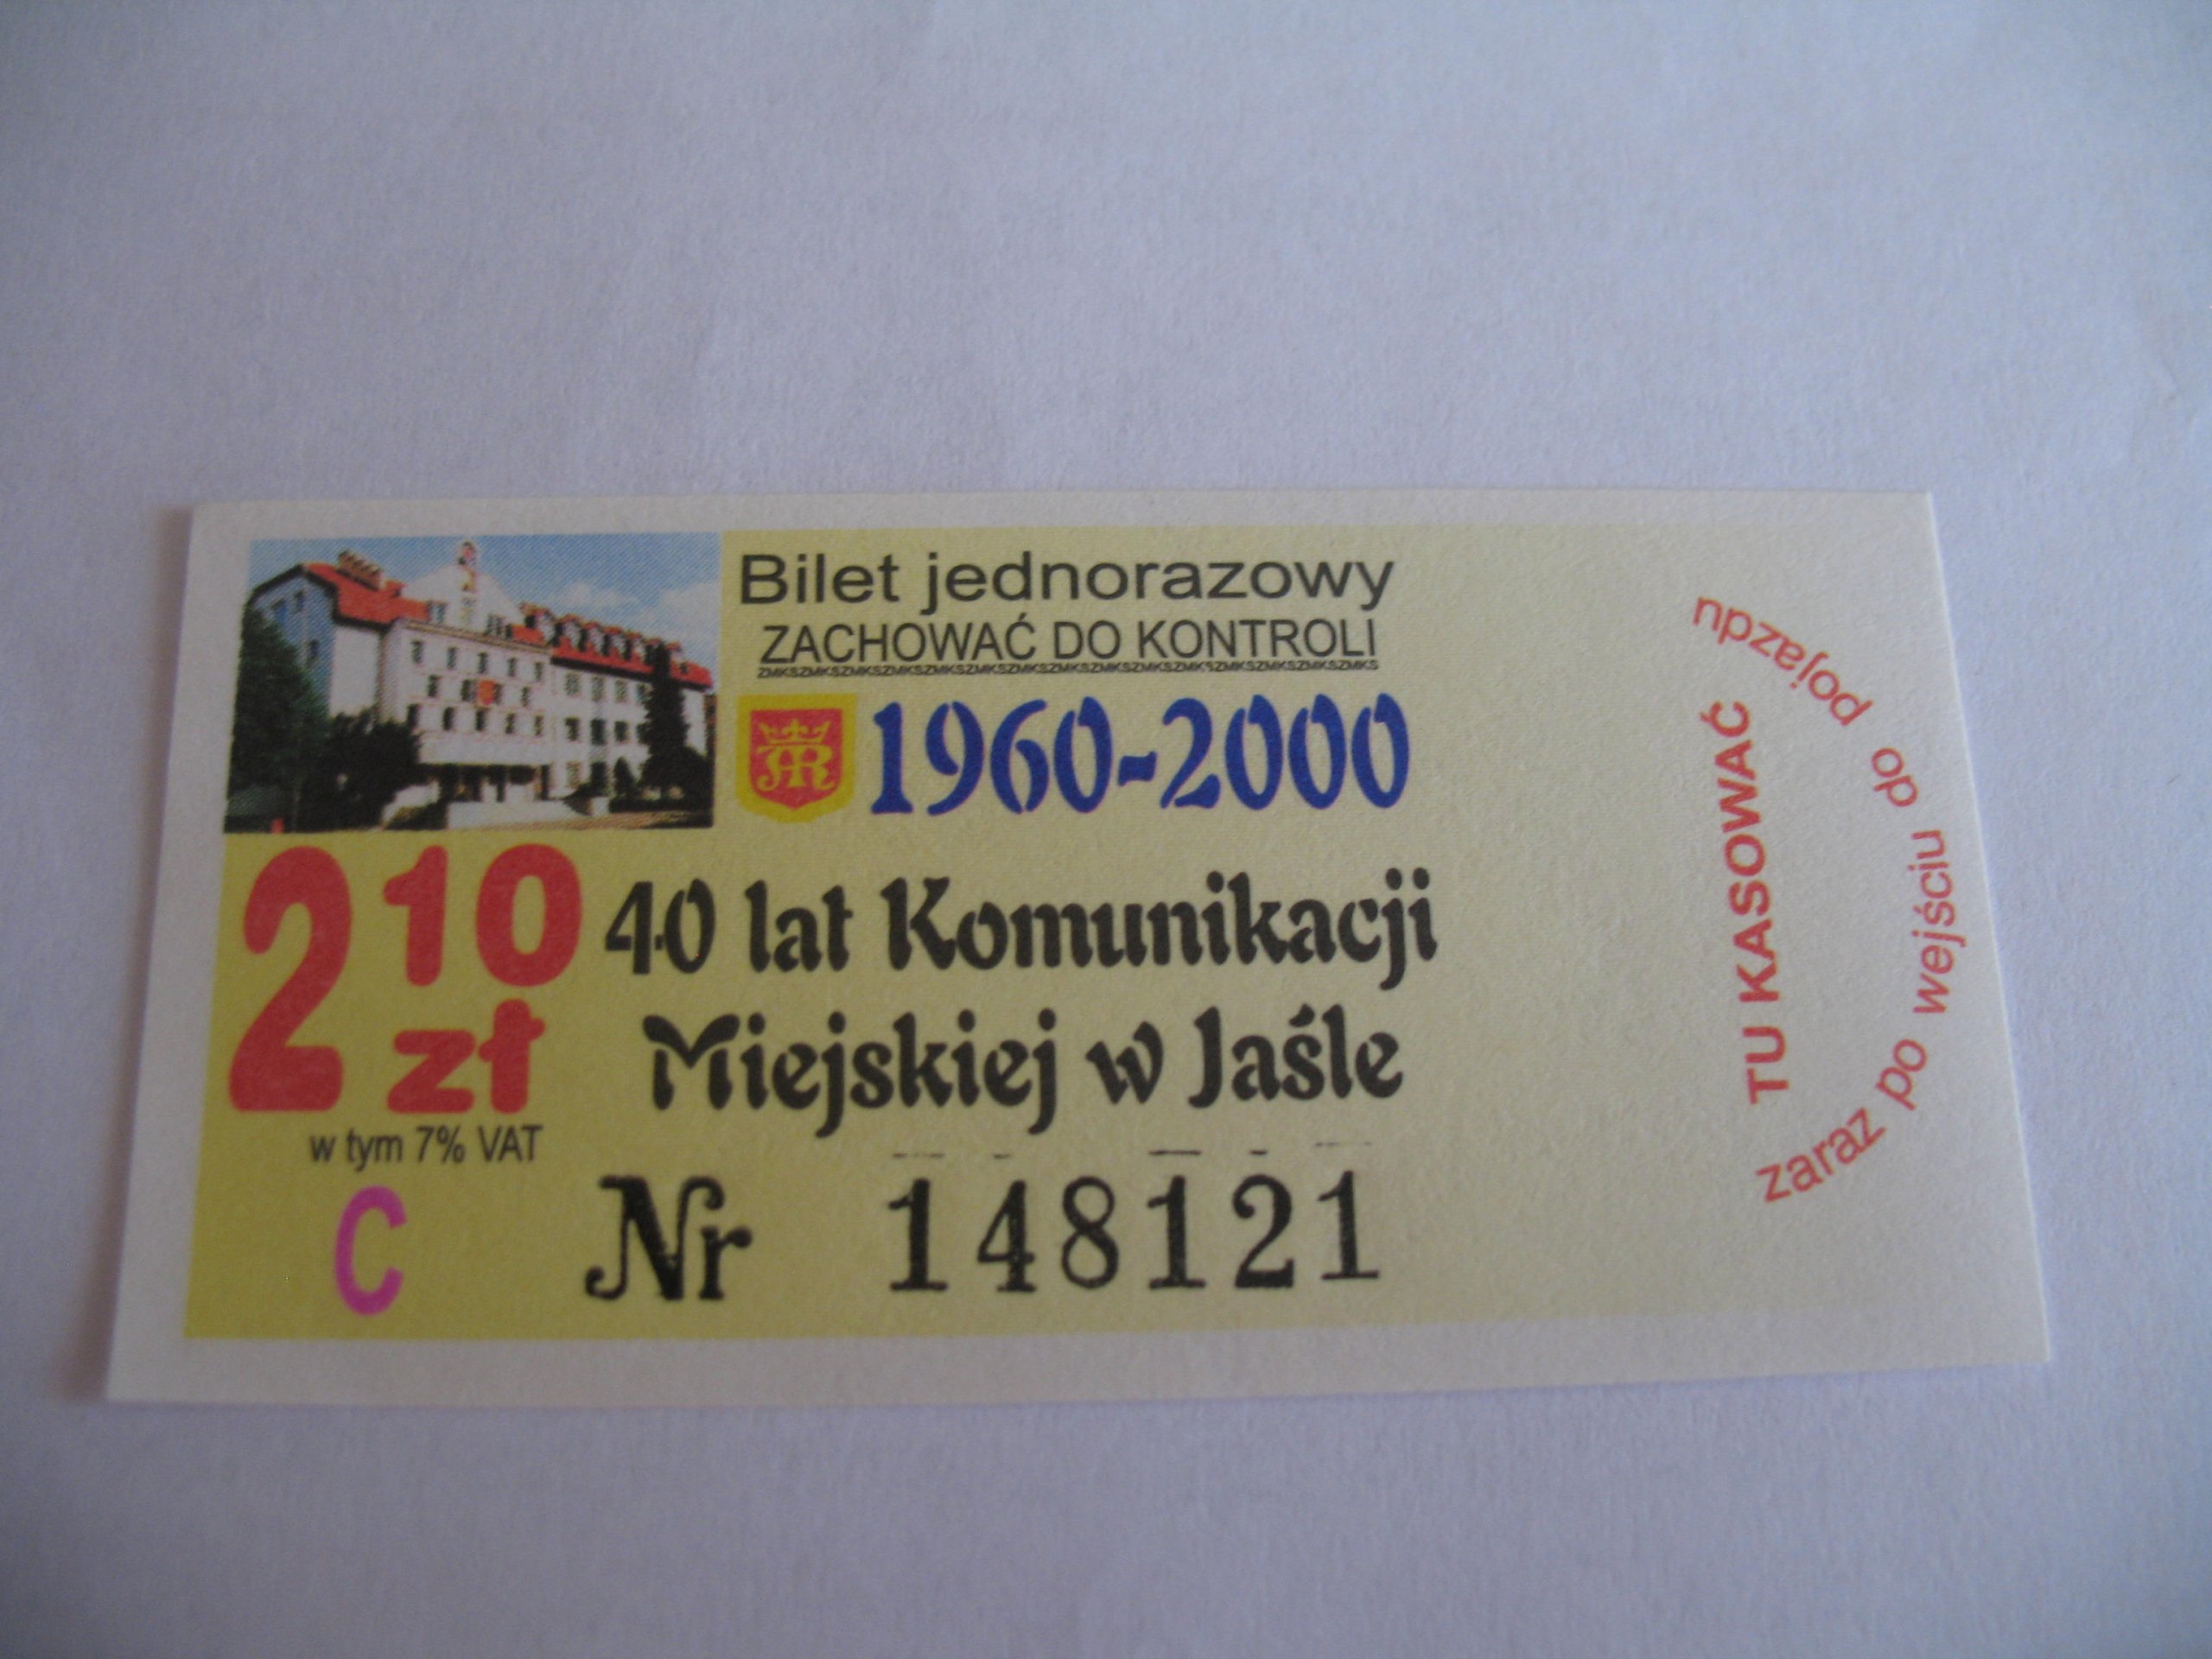 Bilet jednorazowy
ZACHOWAĆ DO KONTROLI
ZMKSZMKSZMKSZMKSZMKSZMKSZMKSZMKSZMKSZMKSZMKSZMKSZMKSZMKSZMKS
1960-2000
2 10 zł
w tym 7% VAT
40 lat Komunikacji
Miejskiej w Jaśle
C
Nr 148121
TU KASOWAĆ
zaraz po wejściu do pojazdu